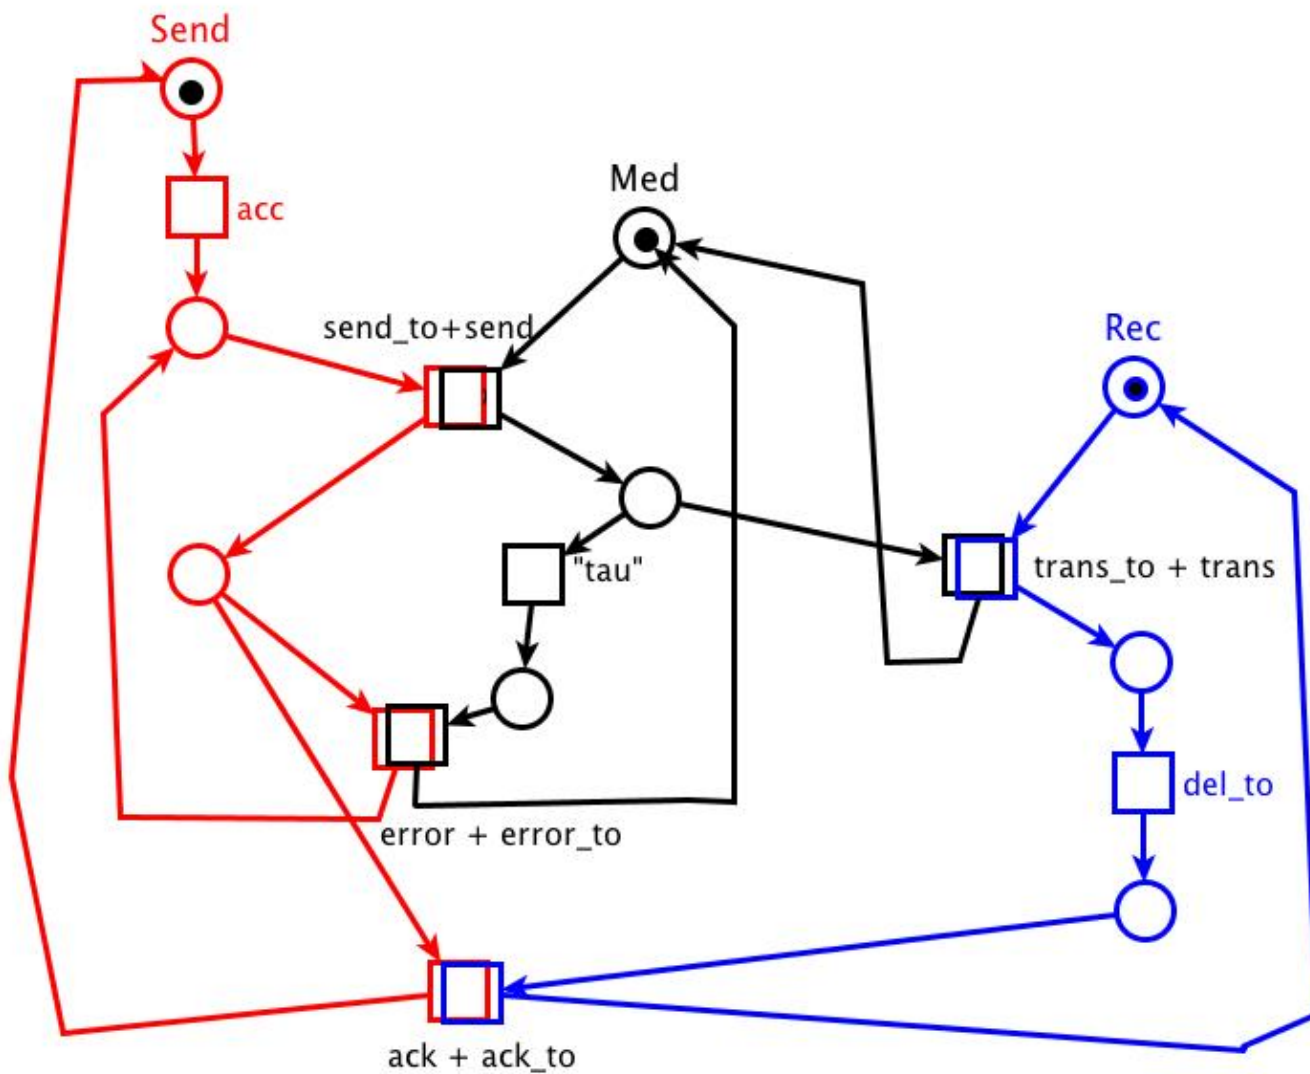 Send
acc
Med
send_to+send
Rec
"tau"
trans_to + trans
del_to
error + error_to
ack + ack_to